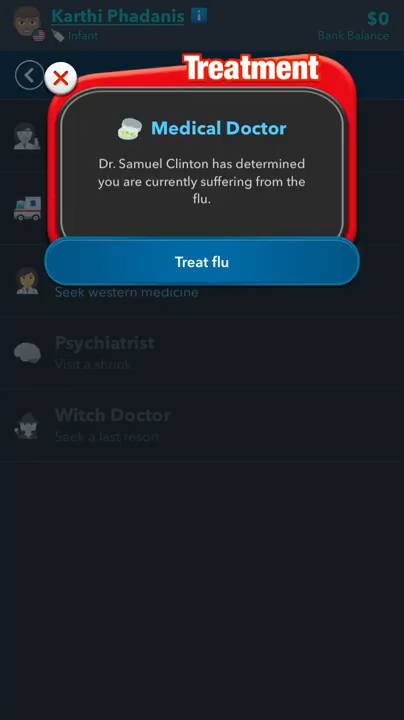 Karthi Phadanis
$0
Infant
Bank Balance
Treatment
Medical Doctor
Dr. Samuel Clinton has determined
you are currently suffering from the
flu.
Treat flu
Seek western medicine
Psychiatrist
Visit a shrink
Witch Doctor
Seek a last resort